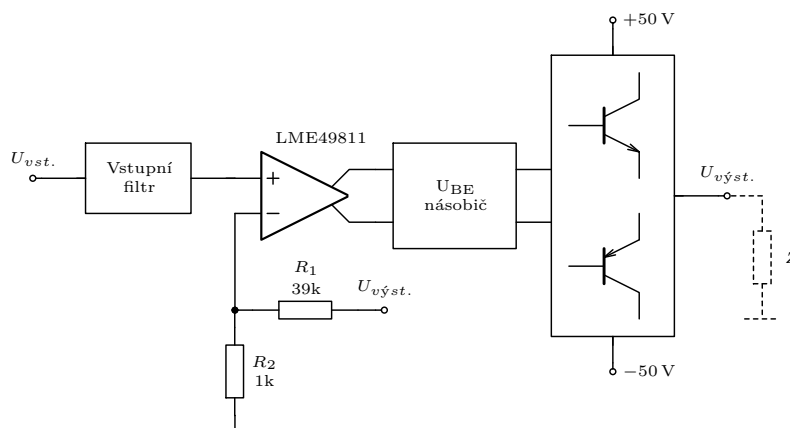 +50 V
LME49811
U_vst.
Vstupní
filtr
+
−
U_BE
násobič
U_výst.
R_1
39k
U_výst.
R_2
1k
−50 V